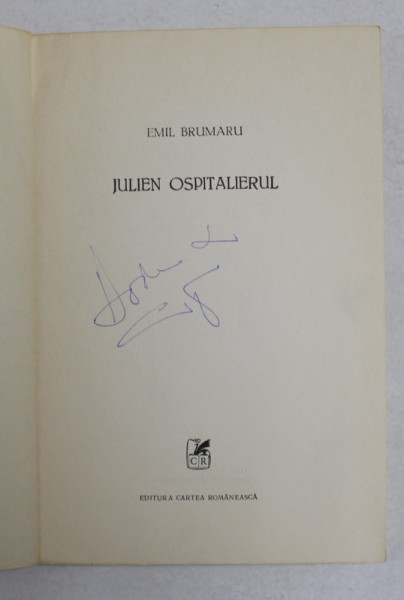 EMIL BRUMARU
JULIEN OSPITALIERUL
CR
EDITURA CARTEA ROMÂNEASCĂ